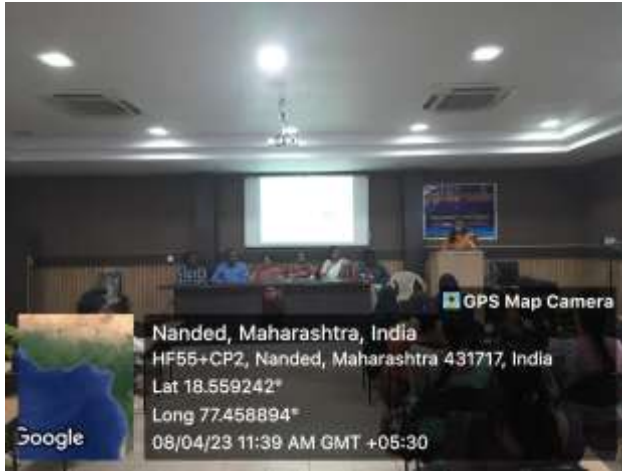 GPS Map Camera
Nanded, Maharashtra, India
HF55+CP2, Nanded, Maharashtra 431717, India
Lat 18.559242°
Long 77.458894°
08/04/23 11:39 AM GMT +05:30
Google